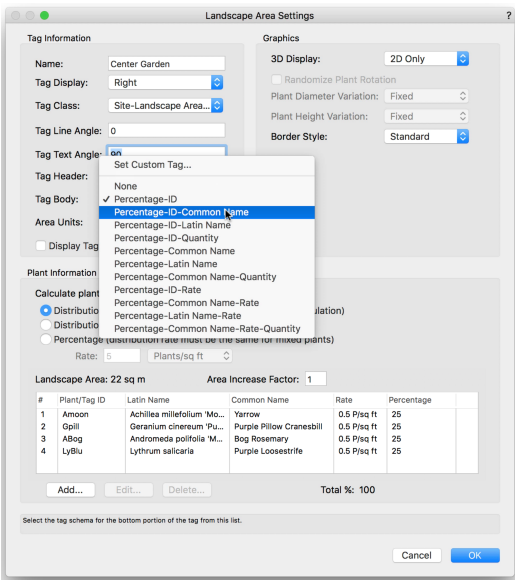 Landscape Area Settings
?
Tag Information
Name: Center Garden
Tag Display: Right
Tag Class: Site-Landscape Area...
Tag Line Angle: 0
Tag Text Angle: 90
Tag Header:
Tag Body:
Area Units:
Display Tag
Set Custom Tag...
None
✓ Percentage-ID
Percentage-ID-Common Name
Percentage-ID-Latin Name
Percentage-ID-Quantity
Percentage-Common Name
Percentage-Latin Name
Percentage-Common Name-Quantity
Percentage-ID-Rate
Percentage-Common Name-Rate
Percentage-Latin Name-Rate
Percentage-Common Name-Rate-Quantity
Graphics
3D Display: 2D Only
Randomize Plant Rotation
Plant Diameter Variation: Fixed
Plant Height Variation: Fixed
Border Style: Standard
Plant Information
Calculate plant
Distributio
Distributio
Percentage (distribution rate must be the same for mixed plants)
Rate: 5 Plants/sq ft
Landscape Area: 22 sq m Area Increase Factor: 1
# Plant/Tag ID Latin Name Common Name Rate Percentage
1 Amoon Achillea millefolium 'Mo... Yarrow 0.5 P/sq ft 25
2 Gpill Geranium cinereum 'Pu... Purple Pillow Cranesbill 0.5 P/sq ft 25
3 ABog Andromeda polifolia 'M... Bog Rosemary 0.5 P/sq ft 25
4 LyBlu Lythrum salicaria Purple Loosestrife 0.5 P/sq ft 25
Add... Edit... Delete... Total %: 100
Select the tag schema for the bottom portion of the tag from this list.
Cancel OK